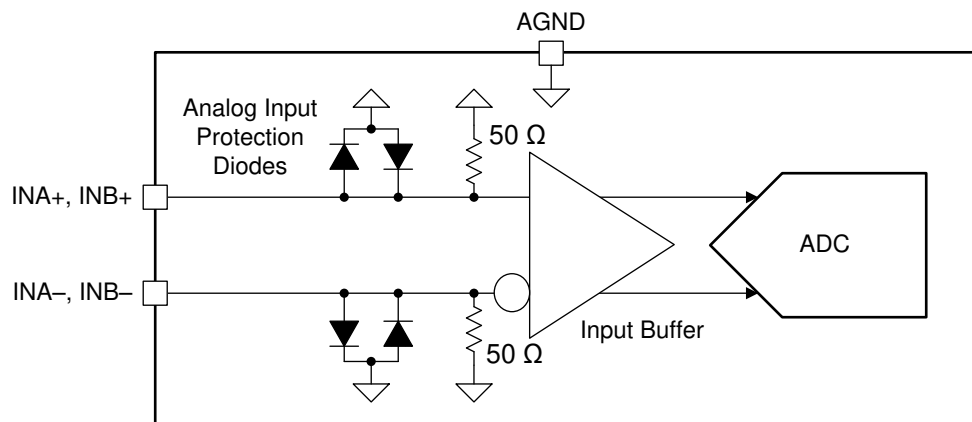 AGND
Analog Input
Protection
Diodes
50 Ω
INA+, INB+
ADC
INA–, INB–
Input Buffer
50 Ω